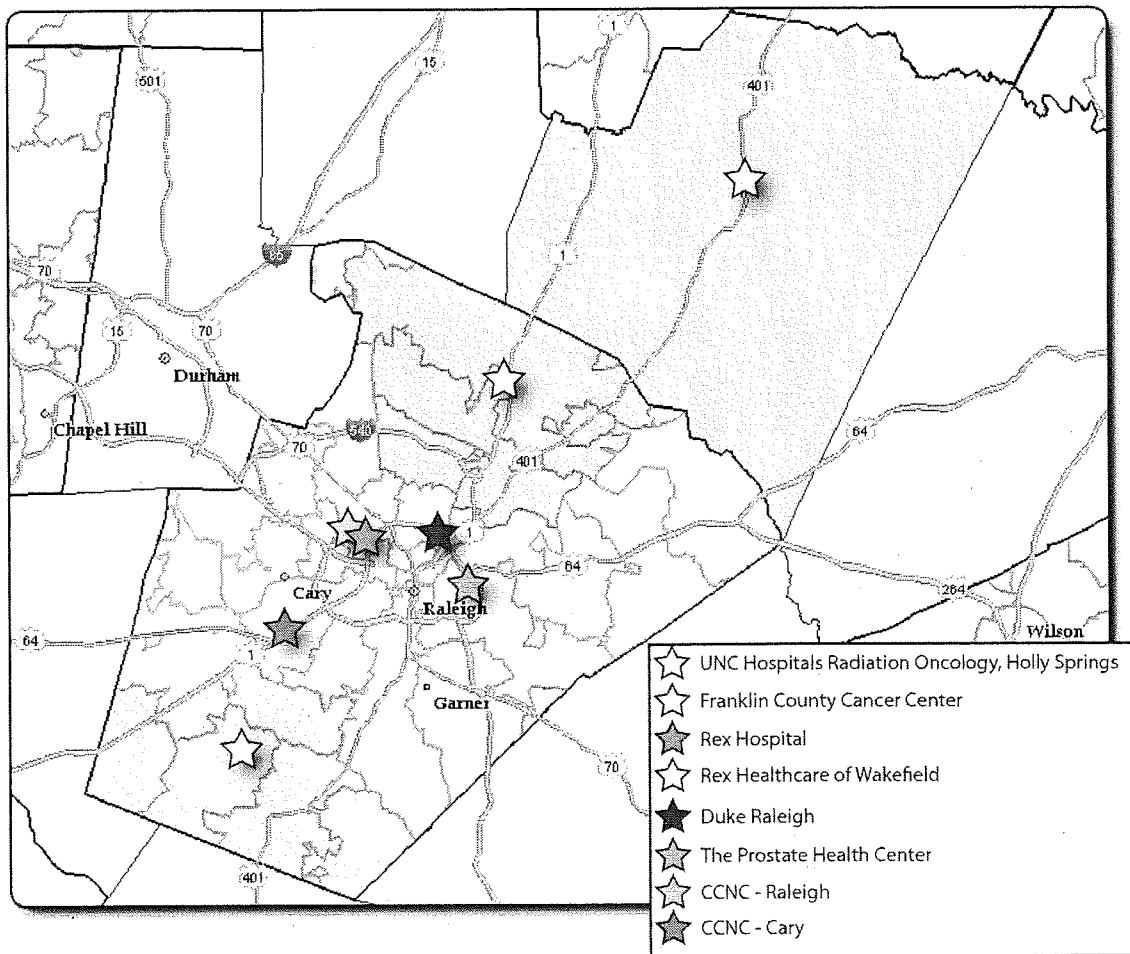 1
15
501
401
70
85
1
15
70
Durham
Chapel Hill
540
70
401
64
1
64
Cary
Raleigh
264
Wilson
64
1
Garner
70
401
UNC Hospitals Radiation Oncology, Holly Springs
Franklin County Cancer Center
Rex Hospital
Rex Healthcare of Wakefield
Duke Raleigh
The Prostate Health Center
CCNC - Raleigh
CCNC - Cary